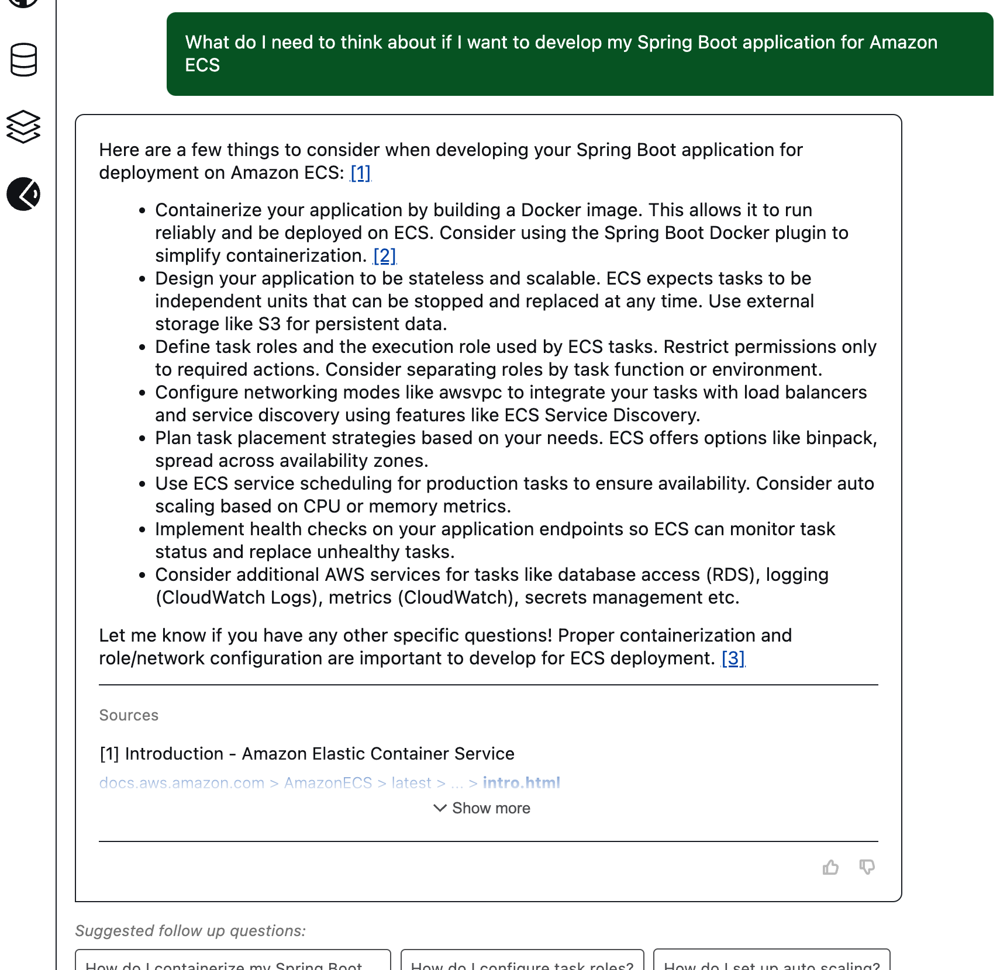 What do I need to think about if I want to develop my Spring Boot application for Amazon
ECS
Here are a few things to consider when developing your Spring Boot application for
deployment on Amazon ECS: [1]
• Containerize your application by building a Docker image. This allows it to run
reliably and be deployed on ECS. Consider using the Spring Boot Docker plugin to
simplify containerization. [2]
• Design your application to be stateless and scalable. ECS expects tasks to be
independent units that can be stopped and replaced at any time. Use external
storage like S3 for persistent data.
• Define task roles and the execution role used by ECS tasks. Restrict permissions only
to required actions. Consider separating roles by task function or environment.
• Configure networking modes like awsvpc to integrate your tasks with load balancers
and service discovery using features like ECS Service Discovery.
• Plan task placement strategies based on your needs. ECS offers options like binpack,
spread across availability zones.
• Use ECS service scheduling for production tasks to ensure availability. Consider auto
scaling based on CPU or memory metrics.
• Implement health checks on your application endpoints so ECS can monitor task
status and replace unhealthy tasks.
• Consider additional AWS services for tasks like database access (RDS), logging
(CloudWatch Logs), metrics (CloudWatch), secrets management etc.
Let me know if you have any other specific questions! Proper containerization and
role/network configuration are important to develop for ECS deployment. [3]
Sources
[1] Introduction - Amazon Elastic Container Service
docs.aws.amazon.com > AmazonECS > latest > ... > intro.html
Show more
Suggested follow up questions:
How do I containerize my Spring Boot
How do I configure task roles?
How do I set up auto scaling?